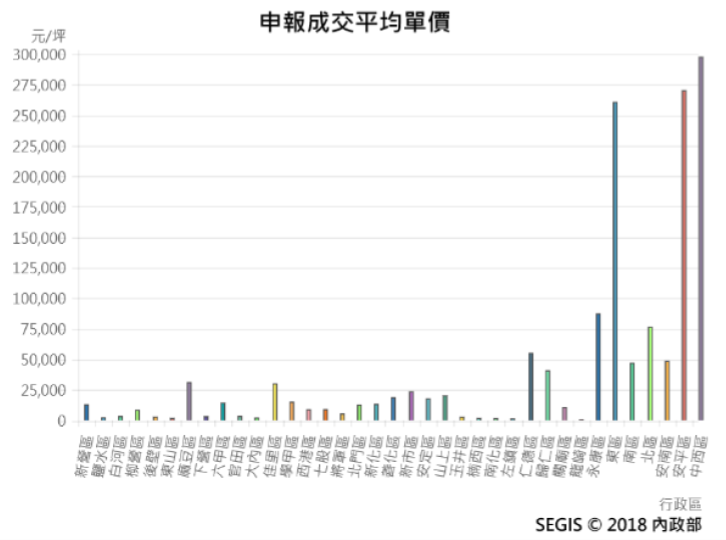 申報成交平均單價
元/坪
300,000
275,000
250,000
225,000
200,000
175,000
150,000
125,000
100,000
75,000
50,000
25,000
0
新營區
鹽水區
白河區
柳營區
後壁區
東山區
麻豆區
下營區
六甲區
官田區
大內區
佳里區
學甲區
西港區
七股區
將軍區
北門區
新化區
善化區
新市區
安定區
山上區
玉井區
楠西區
南化區
左鎮區
仁德區
歸仁區
關廟區
龍崎區
永康區
東區
南區
北區
安南區
安平區
中西區
行政區
SEGIS © 2018 內政部